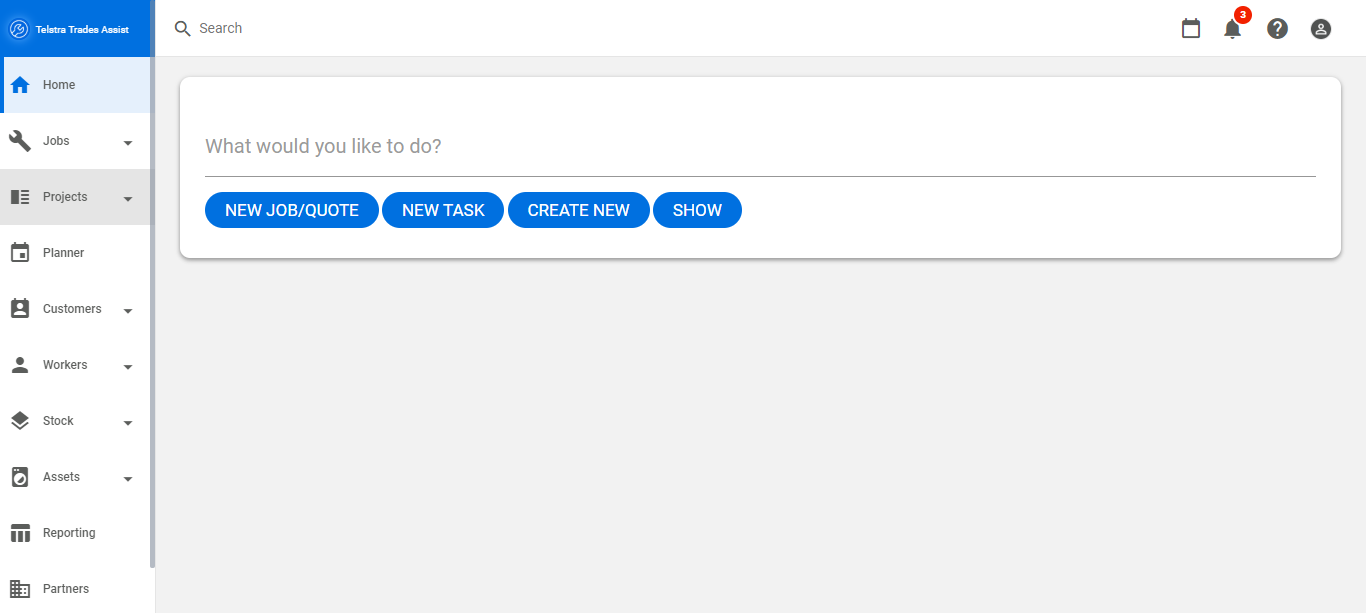 Telstra Trades Assist
Search
3
Home
Jobs
Projects
Planner
Customers
Workers
Stock
Assets
Reporting
Partners
What would you like to do?
NEW JOB/QUOTE NEW TASK CREATE NEW SHOW